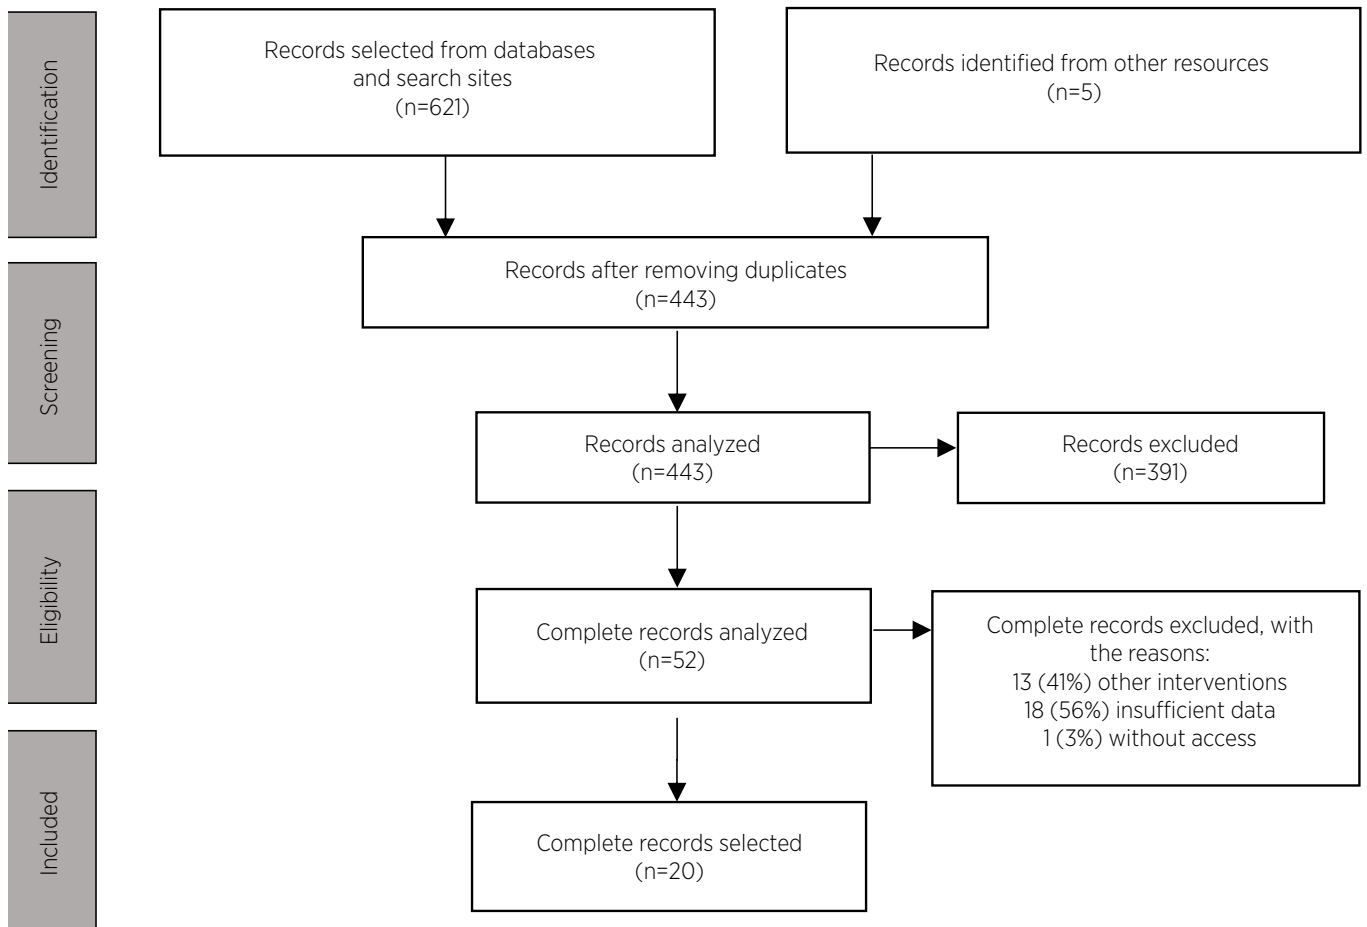 Identification
Records selected from databases
and search sites
(n=621)
Records identified from other resources
(n=5)
Screening
Records after removing duplicates
(n=443)
Records analyzed
(n=443)
Records excluded
(n=391)
Eligibility
Complete records analyzed
(n=52)
Complete records excluded, with
the reasons:
13 (41%) other interventions
18 (56%) insufficient data
1 (3%) without access
Included
Complete records selected
(n=20)